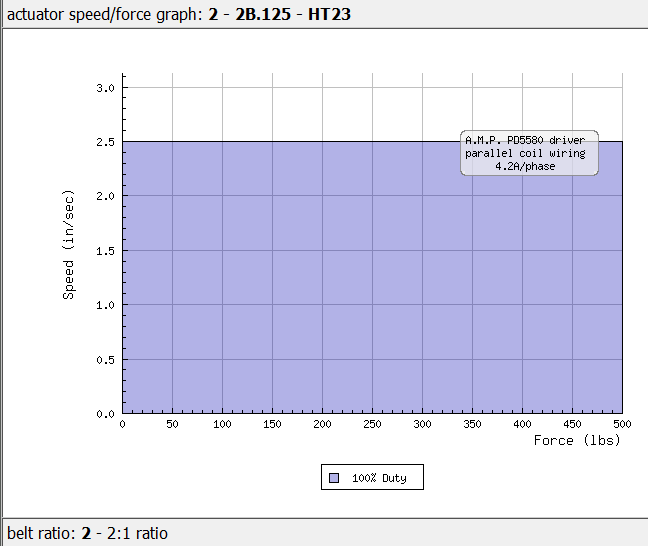 actuator speed/force graph: 2 - 2B.125 - HT23
3.0
A.M.P. PD5580 driver
parallel coil wiring
4.2A/phase
2.5
2.0
1.5
1.0
0.5
0.0
Speed (in/sec)
0 50 100 150 200 250 300 350 400 450 500
Force (lbs)
100% Duty
belt ratio: 2 - 2:1 ratio